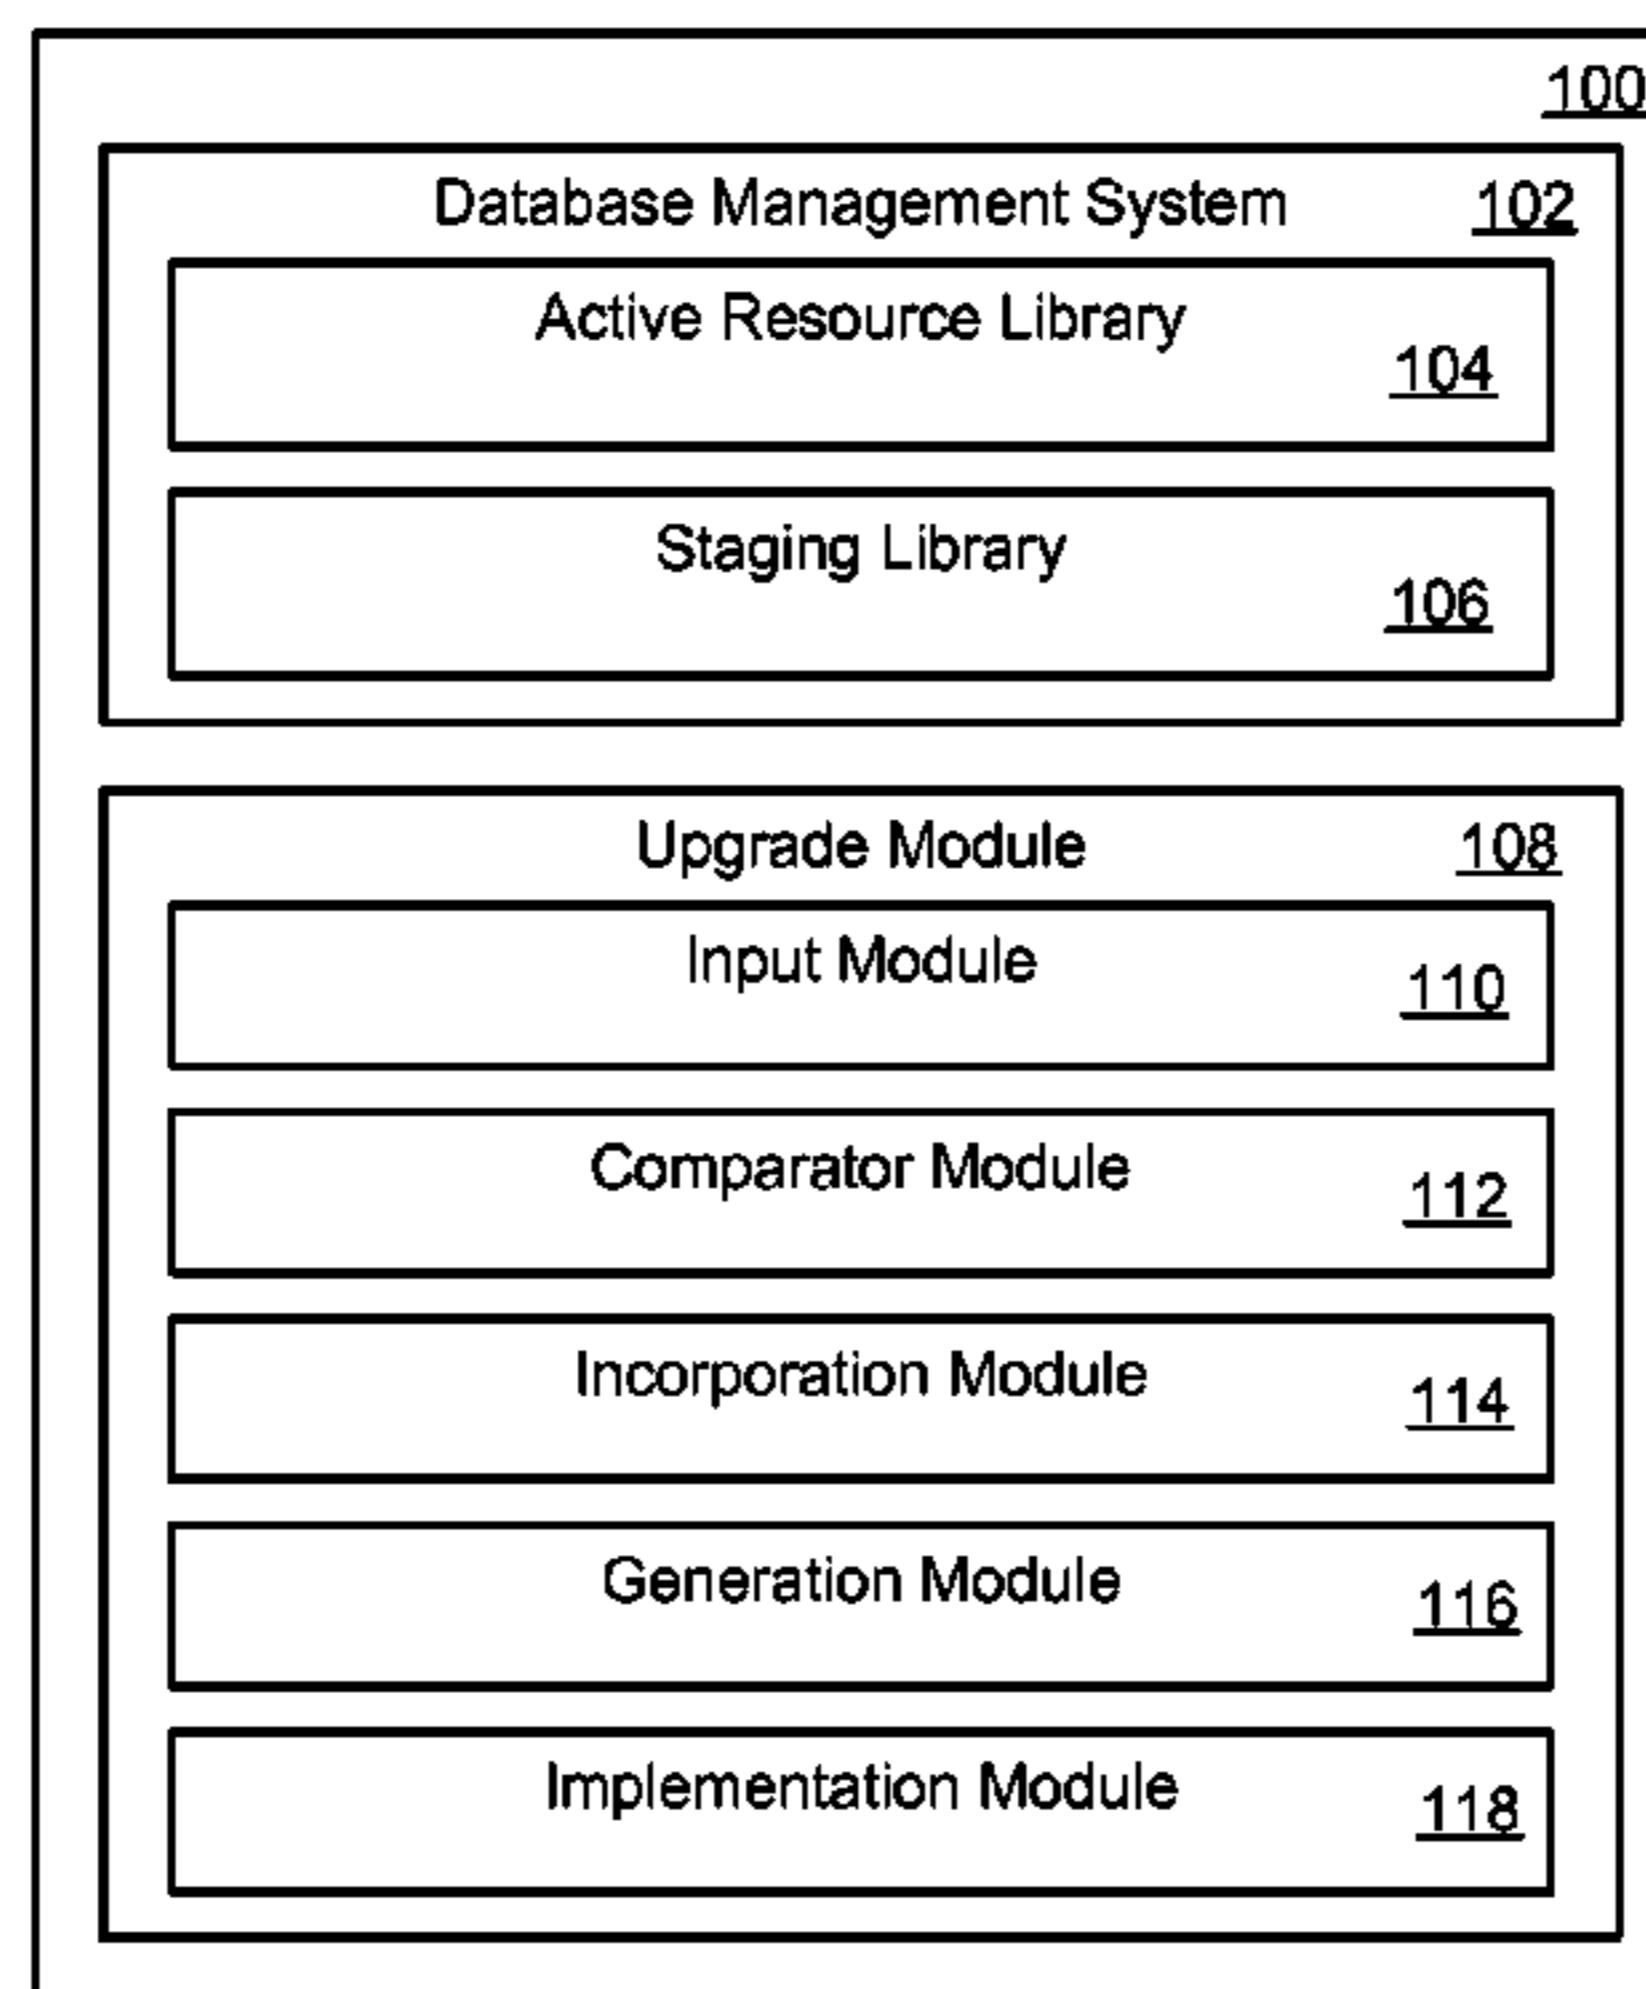 100
Database Management System 102
Active Resource Library
104
Staging Library
106
Upgrade Module 108
Input Module
110
Comparator Module
112
Incorporation Module
114
Generation Module
116
Implementation Module
118